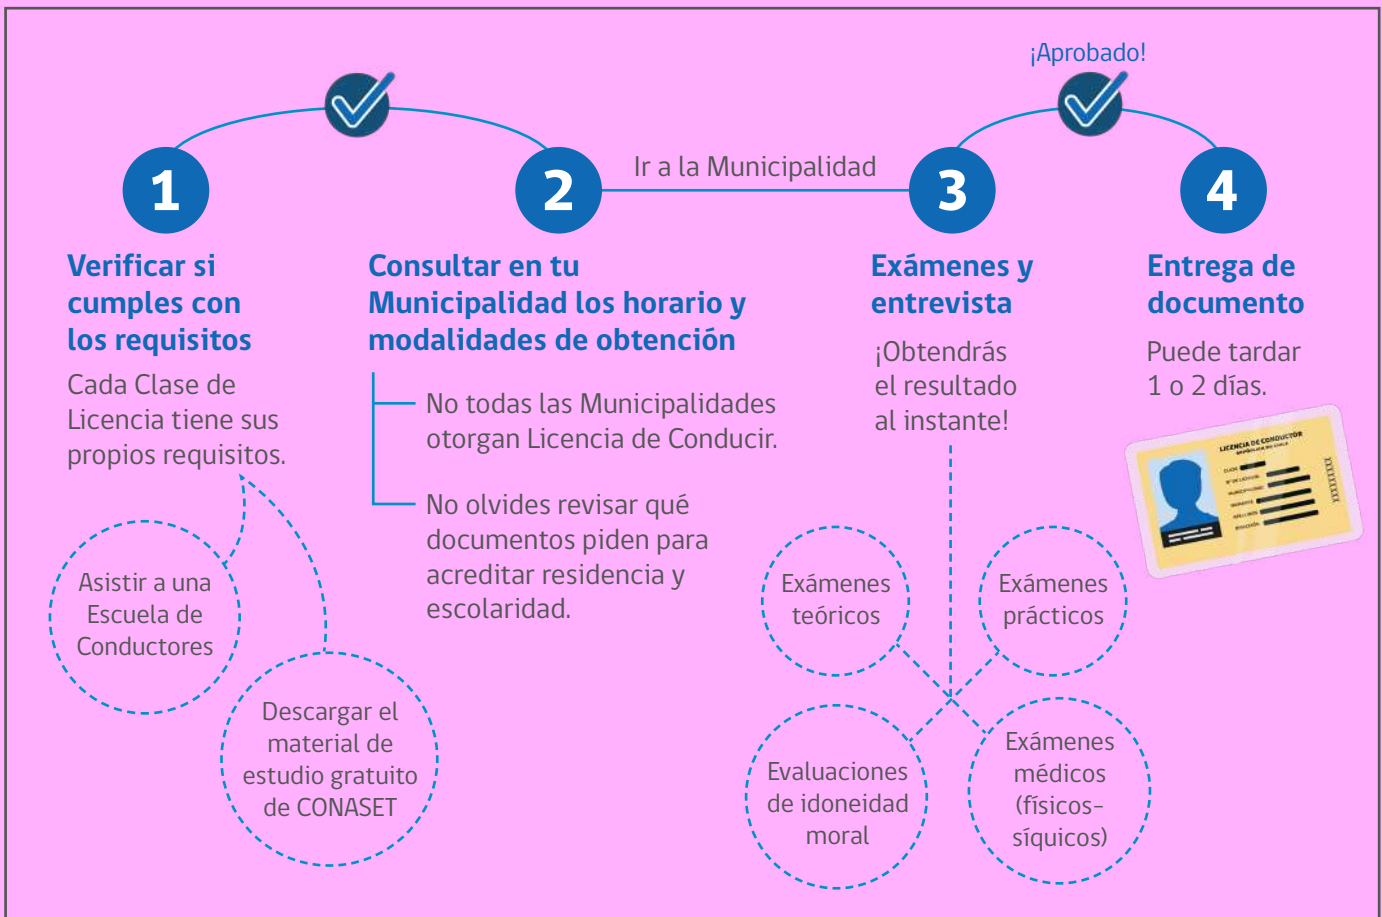 ¡Aprobado!
1
2
Ir a la Municipalidad
3
4
Verificar si
cumples con
los requisitos
Cada Clase de
Licencia tiene sus
propios requisitos.
Asistir a una
Escuela de
Conductores
Descargar el
material de
estudio gratuito
de CONASET
Consultar en tu
Municipalidad los horario y
modalidades de obtención
No todas las Municipalidades
otorgan Licencia de Conducir.
No olvides revisar qué
documentos piden para
acreditar residencia y
escolaridad.
Exámenes y
entrevista
¡Obtendrás
el resultado
al instante!
Exámenes
teóricos
Exámenes
prácticos
Evaluaciones
de idoneidad
moral
Exámenes
médicos
(físicos-
síquicos)
Entrega de
documento
Puede tardar
1 o 2 días.
LICENCIA DE CONDUCTOR